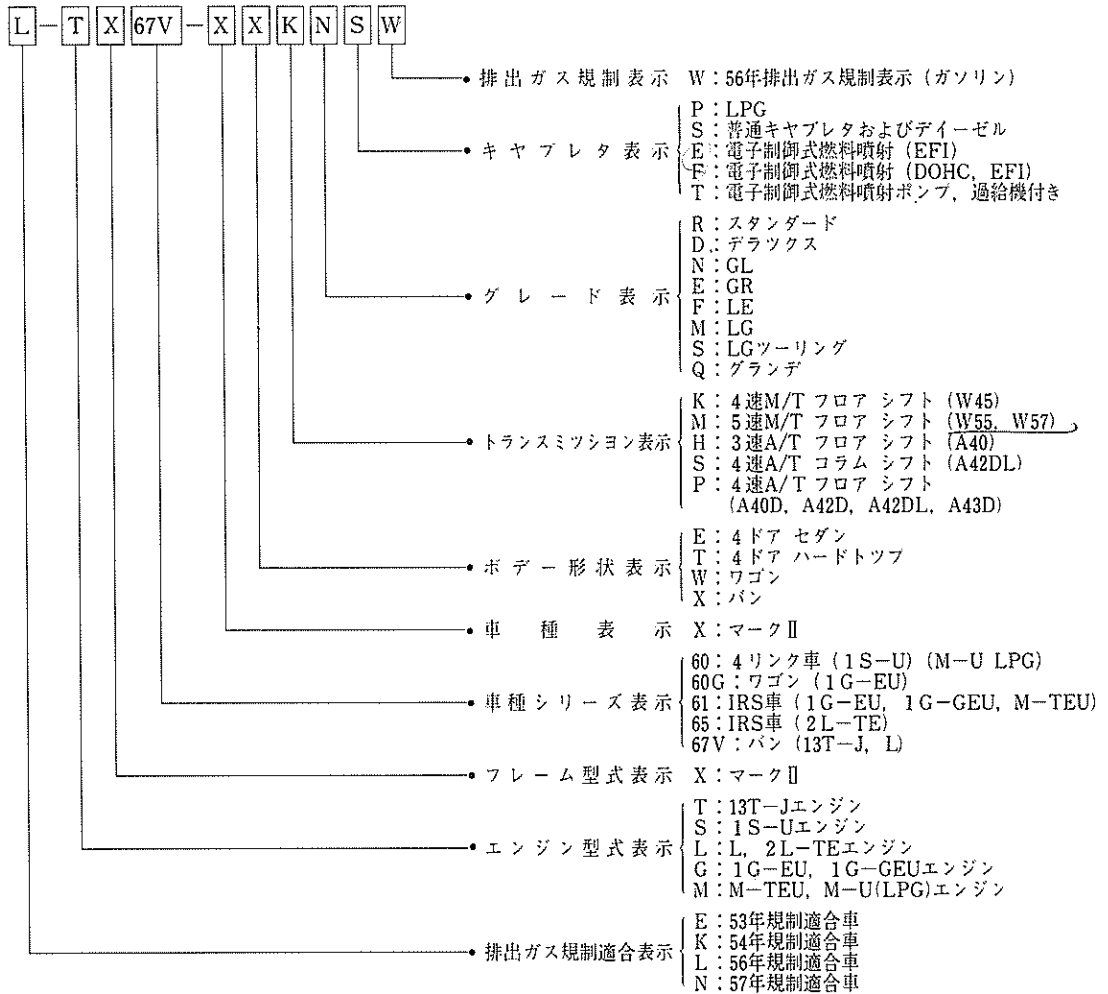 L-TX67V-XXKNSW
排出ガス規制表示 W:56年排出ガス規制表示(ガソリン)
P:LPG
S:普通キヤブレタおよびデイーゼル
キヤブレタ表示 E:電子制御式燃料噴射(EFI)
F:電子制御式燃料噴射(DOHC, EFI)
T:電子制御式燃料噴射ポンプ, 過給機付き
R:スタンダード
D:デラツクス
N:GL
グレード表示 E:GR
F:LE
M:LG
S:LGツーリング
Q:グランデ
K:4速M/T フロア シフト(W45)
M:5速M/T フロア シフト(W55, W57)
トランスミツシヨン表示 H:3速A/T フロア シフト(A40)
S:4速A/T コラム シフト(A42DL)
P:4速A/T フロア シフト
(A40D, A42D, A42DL, A43D)
E:4ドア セダン
ボデー形状表示 T:4ドア ハードトツプ
W:ワゴン
X:バン
車種表示 X:マークⅡ
60:4リンク車(1S-U)(M-U LPG)
60G:ワゴン(1G-EU)
車種シリーズ表示 61:IRS車(1G-EU, 1G-GEU, M-TEU)
65:IRS車(2L-TE)
67V:バン(13T-J, L)
フレーム型式表示 X:マークⅡ
T:13T-Jエンジン
S:1S-Uエンジン
エンジン型式表示 L:L, 2L-TEエンジン
G:1G-EU, 1G-GEUエンジン
M:M-TEU, M-U(LPG)エンジン
E:53年規制適合車
排出ガス規制適合表示 K:54年規制適合車
L:56年規制適合車
N:57年規制適合車